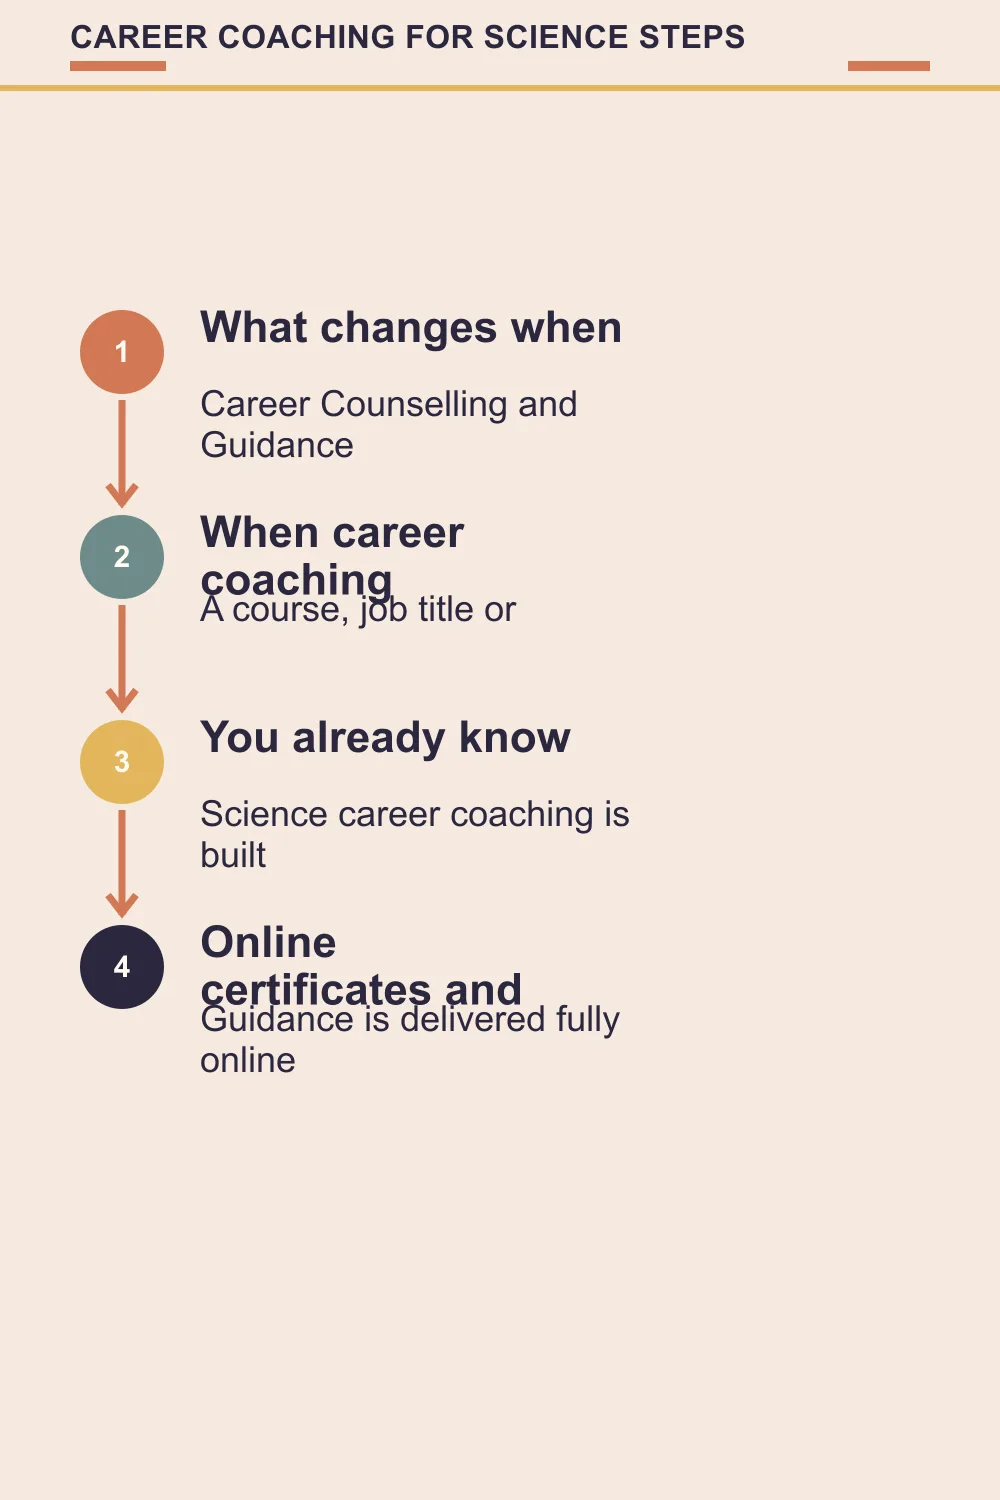 CAREER COACHING FOR SCIENCE STEPS
1
What changes when
Career Counselling and
Guidance
2
When career
coaching
A course, job title or
3
You already know
Science career coaching is
built
4
Online
certificates and
Guidance is delivered fully
online